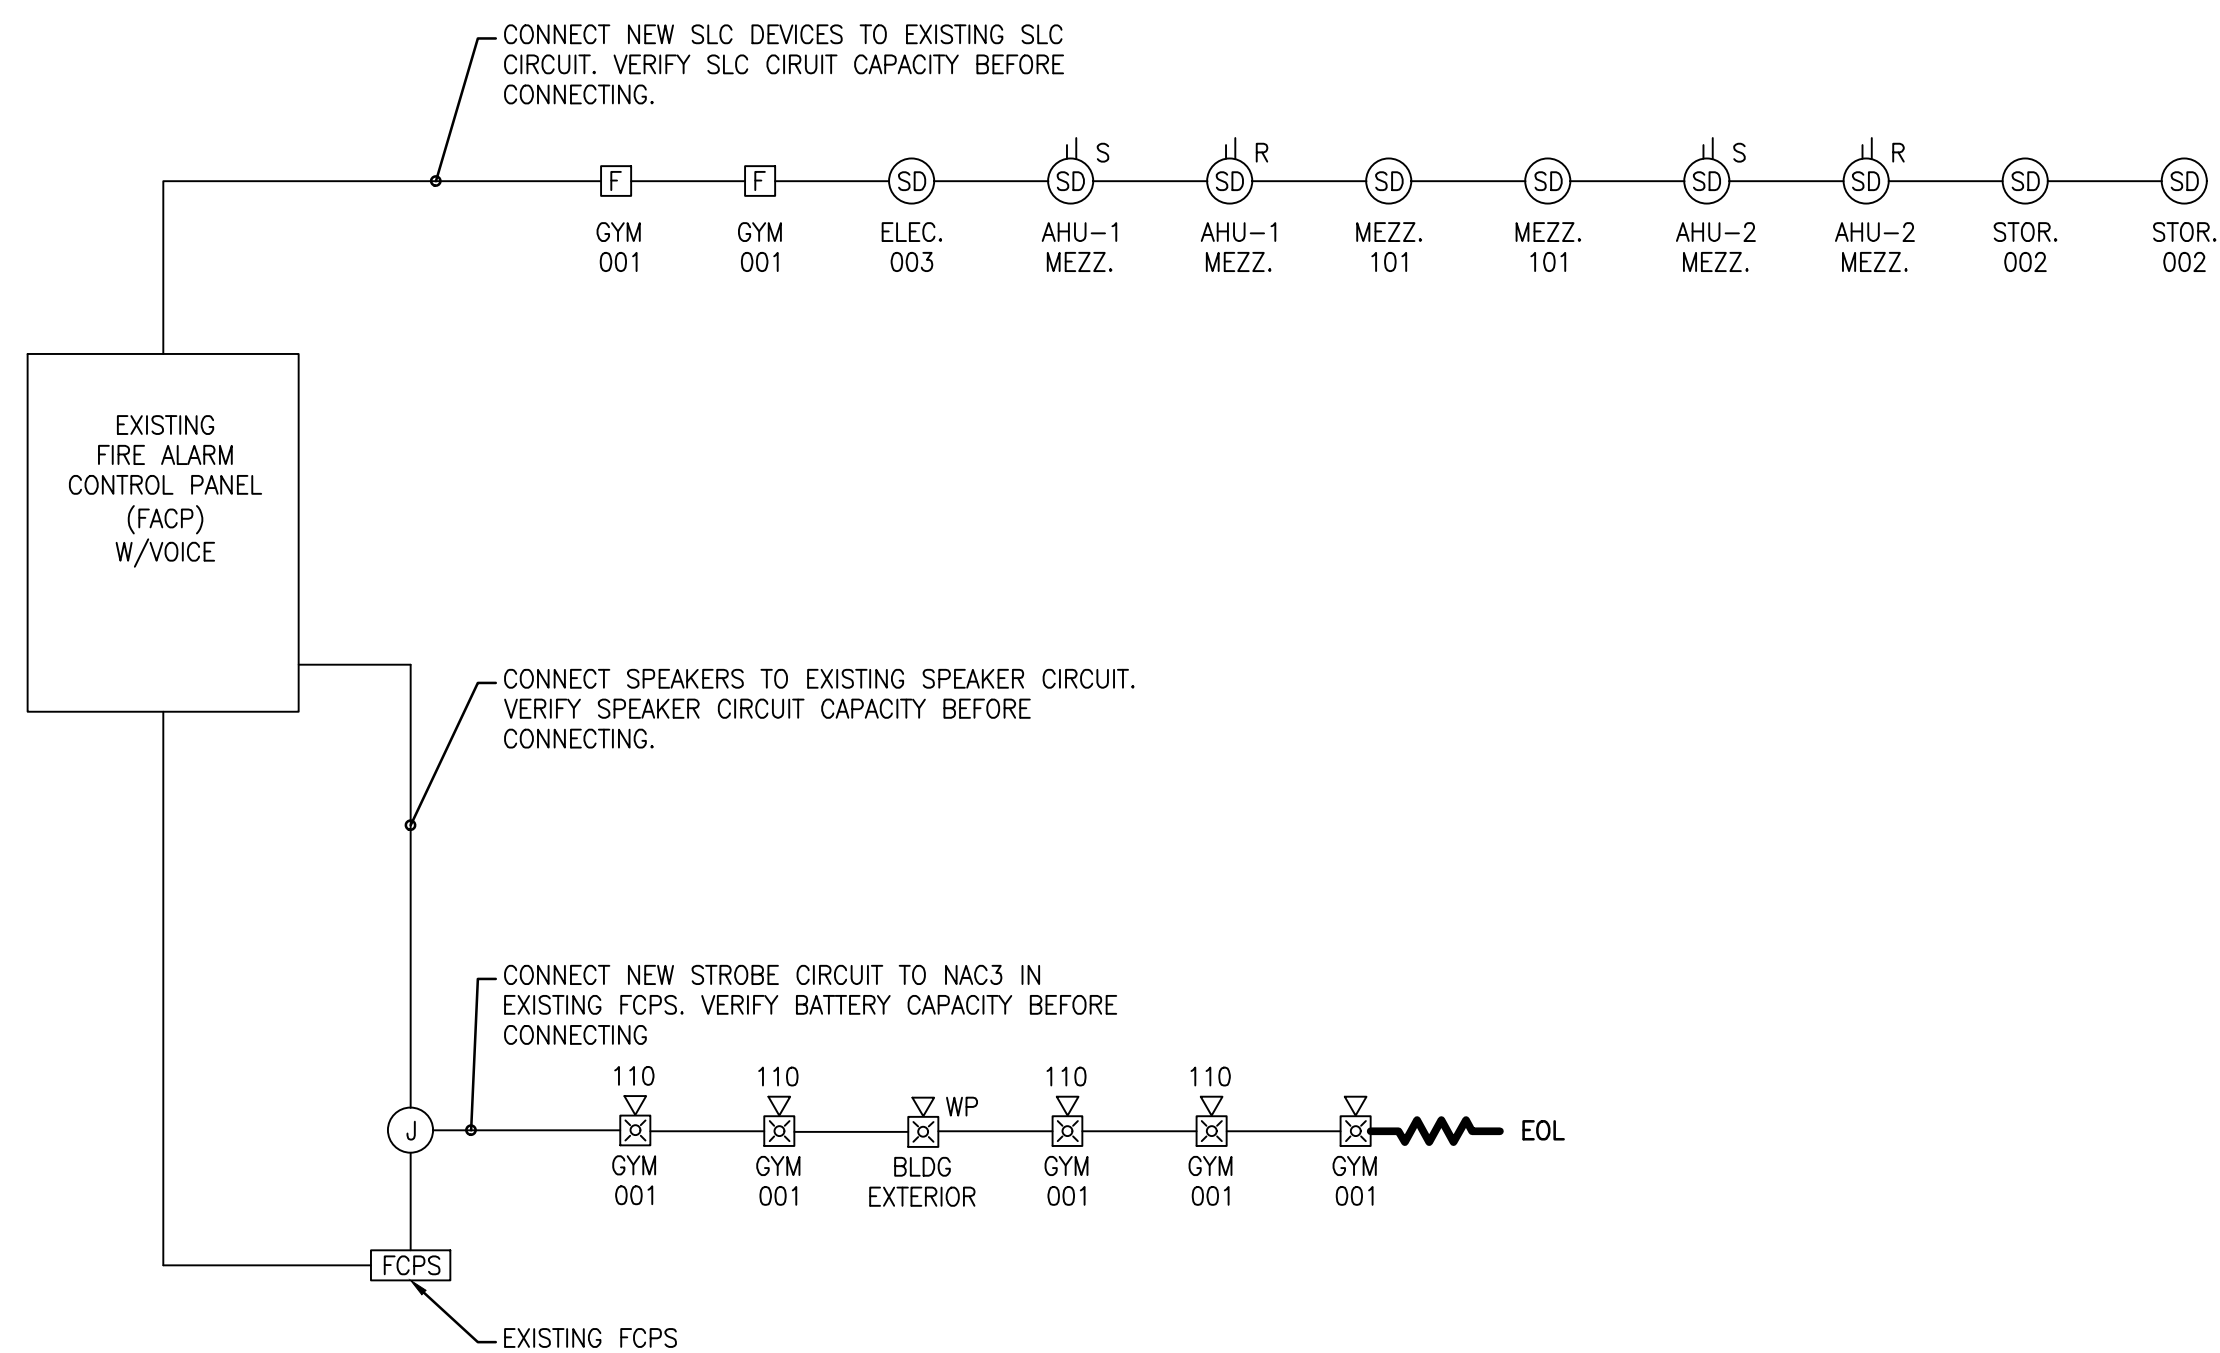 CONNECT NEW SLC DEVICES TO EXISTING SLC
CIRCUIT. VERIFY SLC CIRUIT CAPACITY BEFORE
CONNECTING.
S R S R
F F SD SD SD SD SD SD SD SD SD
GYM GYM ELEC. AHU-1 AHU-1 MEZZ. MEZZ. AHU-2 AHU-2 STOR. STOR.
001 001 003 MEZZ. MEZZ. 101 101 MEZZ. MEZZ. 002 002
EXISTING
FIRE ALARM
CONTROL PANEL
(FACP)
W/VOICE
CONNECT SPEAKERS TO EXISTING SPEAKER CIRCUIT.
VERIFY SPEAKER CIRCUIT CAPACITY BEFORE
CONNECTING.
CONNECT NEW STROBE CIRCUIT TO NAC3 IN
EXISTING FCPS. VERIFY BATTERY CAPACITY BEFORE
CONNECTING
110 110 110 110
WP
J EOL
GYM GYM BLDG GYM GYM GYM
001 001 EXTERIOR 001 001 001
FCPS
EXISTING FCPS